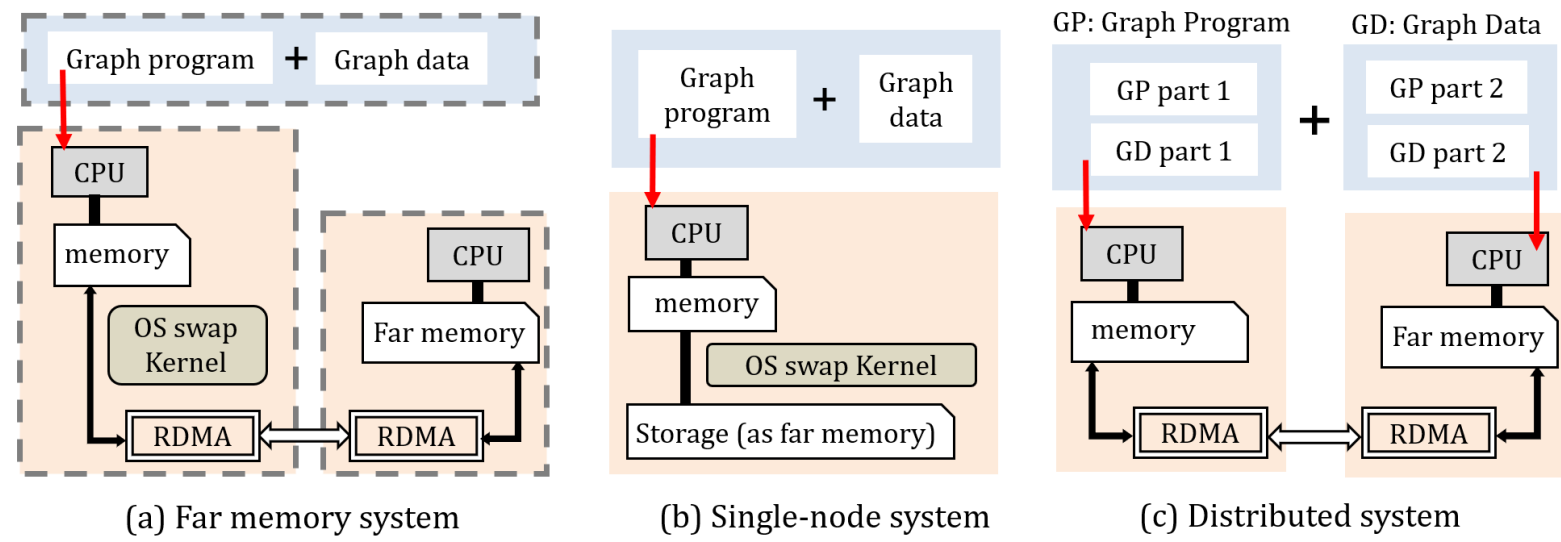 Graph program + Graph data
CPU
memory
OS swap
Kernel
RDMA
CPU
Far memory
RDMA
(a) Far memory system
Graph
program
+
Graph
data
CPU
memory
OS swap Kernel
Storage (as far memory)
(b) Single-node system
GP: Graph Program
GD: Graph Data
GP part 1
GD part 1
+
GP part 2
GD part 2
CPU
memory
RDMA
CPU
Far memory
RDMA
(c) Distributed system